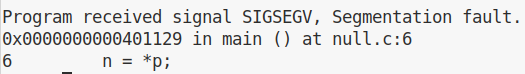 Program received signal SIGSEGV, Segmentation fault.
0x0000000000401129 in main () at null.c:6
6          n = *p;